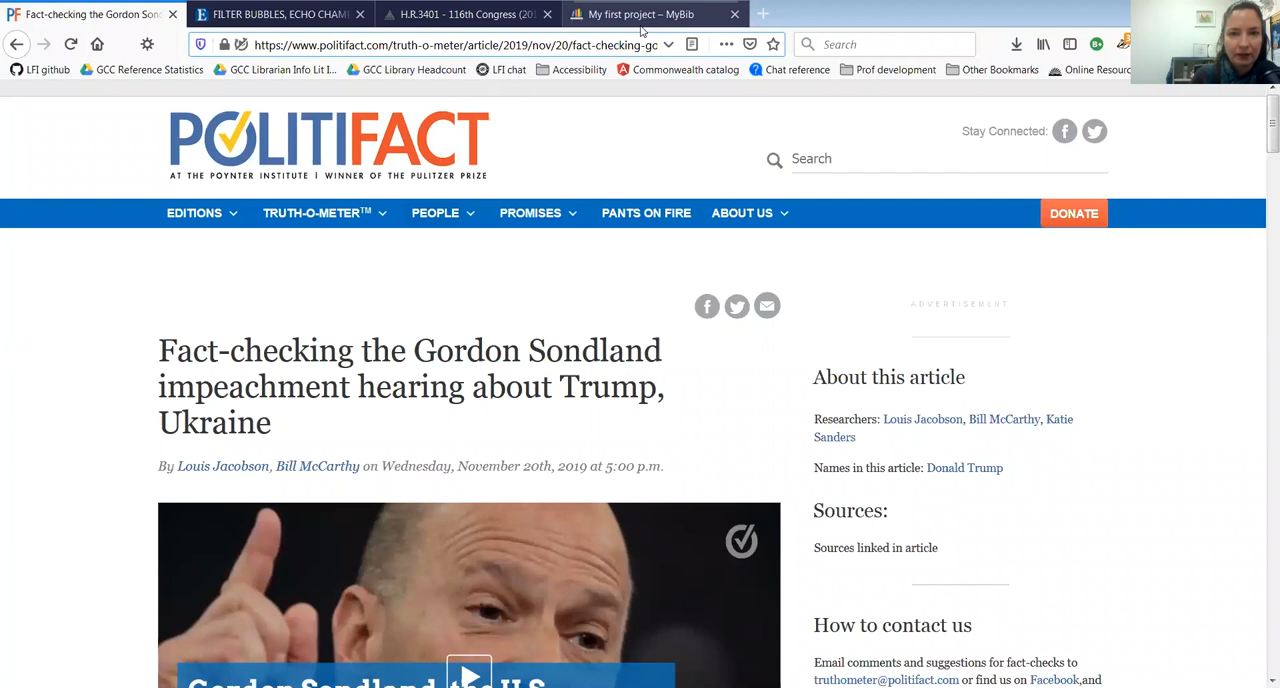 Fact-checking the Gordon Son
FILTER BUBBLES, ECHO CHAM
H.R.3401 - 116th Congress (201
My first project – MyBib
https://www.politifact.com/truth-o-meter/article/2019/nov/20/fact-checking-go
Search
LFI github
GCC Reference Statistics
GCC Librarian Info Lit I...
GCC Library Headcount
LFI chat
Accessibility
Commonwealth catalog
Chat reference
Prof development
Other Bookmarks
Online Resourc
POLITIFACT
AT THE POYNTER INSTITUTE | WINNER OF THE PULITZER PRIZE
Stay Connected:
Search
EDITIONS
TRUTH-O-METER™
PEOPLE
PROMISES
PANTS ON FIRE
ABOUT US
DONATE
Fact-checking the Gordon Sondland
impeachment hearing about Trump,
Ukraine
By Louis Jacobson, Bill McCarthy on Wednesday, November 20th, 2019 at 5:00 p.m.
Gordon Sondland, the U.S.
ADVERTISEMENT
About this article
Researchers: Louis Jacobson, Bill McCarthy, Katie
Sanders
Names in this article: Donald Trump
Sources:
Sources linked in article
How to contact us
Email comments and suggestions for fact-checks to
truthometer@politifact.com or find us on Facebook,and